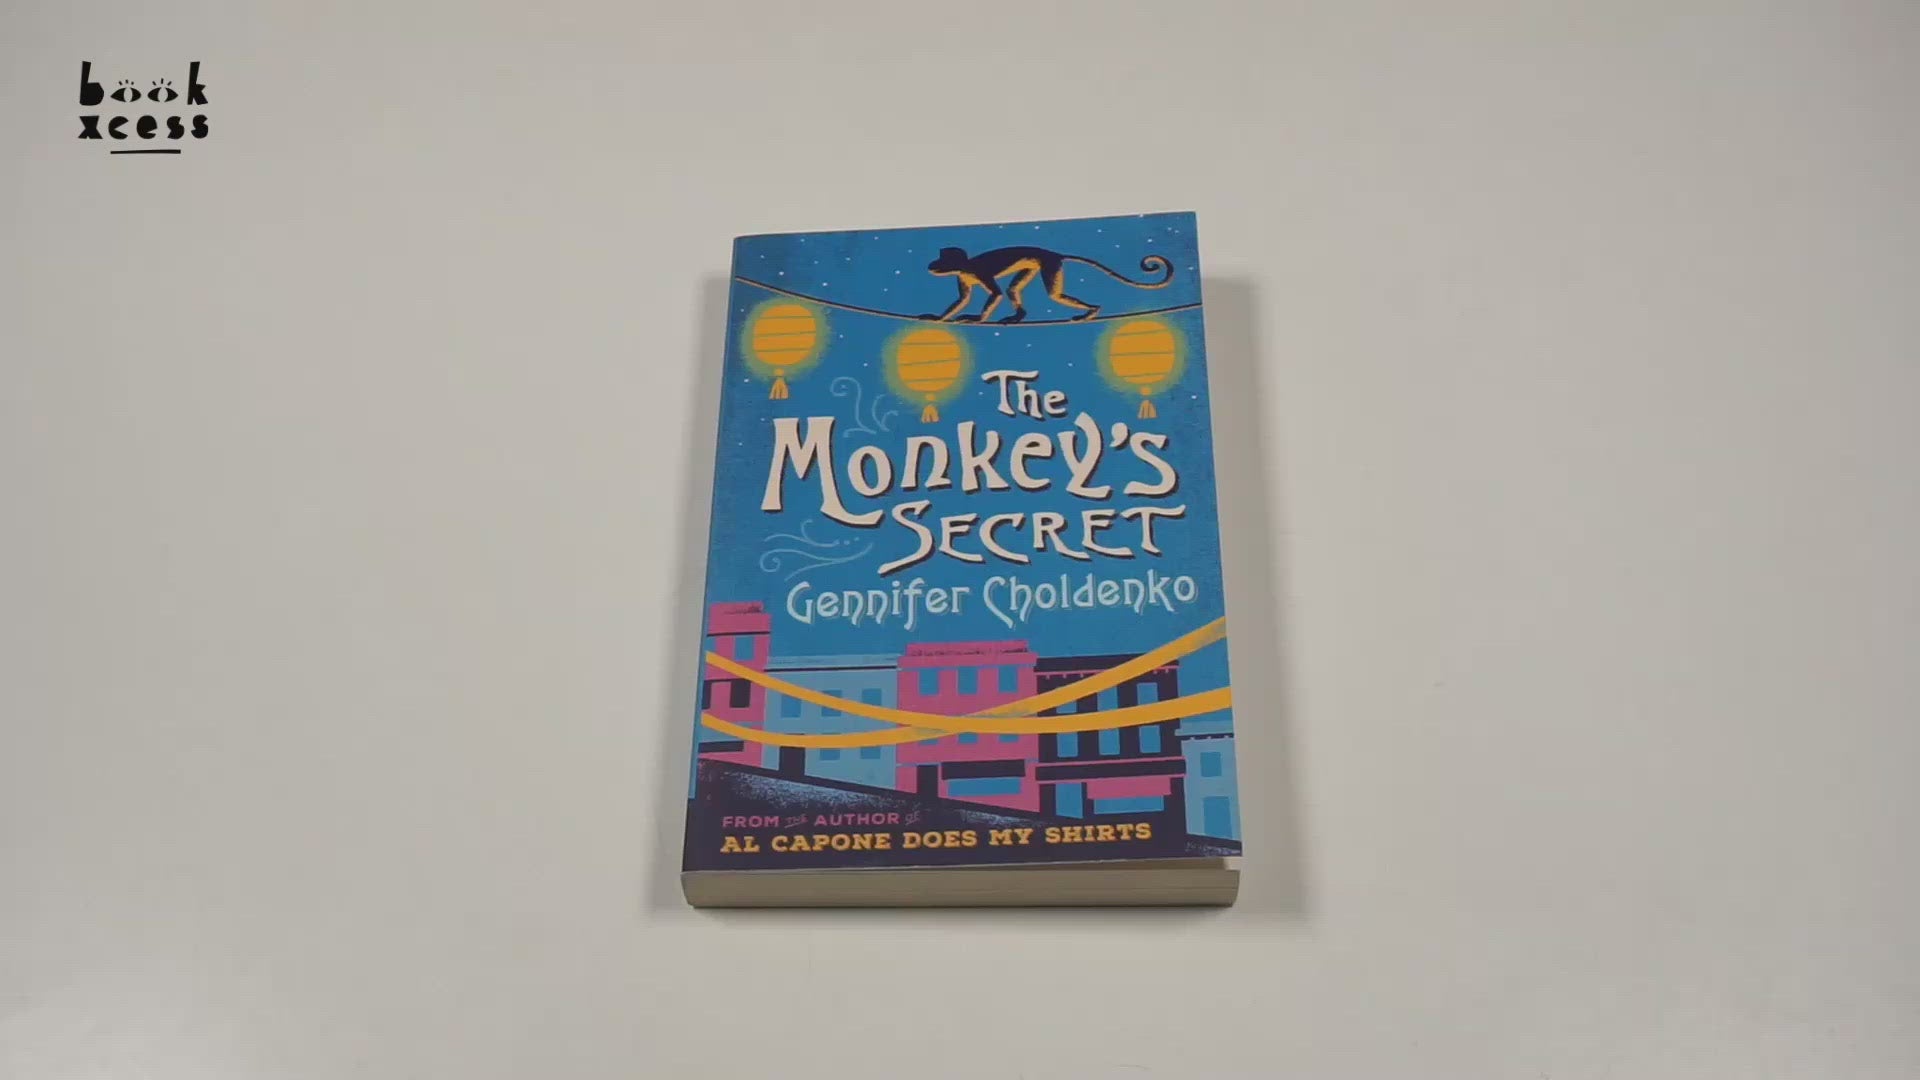 book
xcess
The
Monkey's
Secret
Gennifer Choldenko
FROM THE AUTHOR OF
AL CAPONE DOES MY SHIRTS